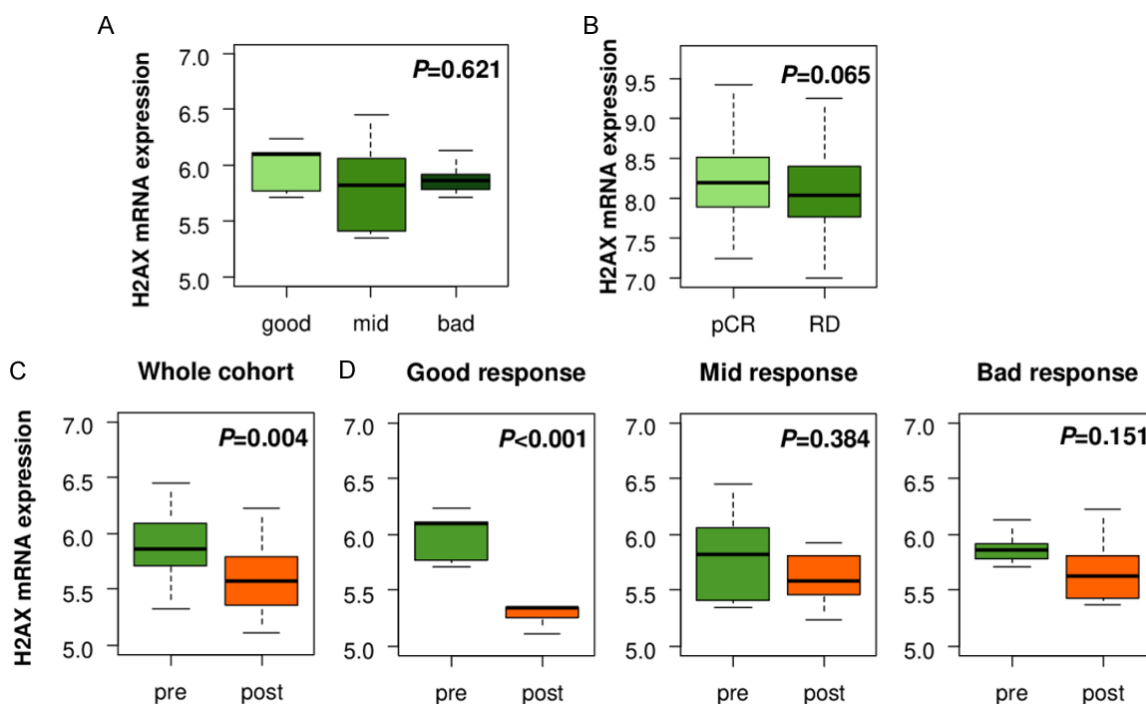 A
H2AX mRNA expression
7.0
6.5
6.0
5.5
5.0
P=0.621
good mid bad
B
H2AX mRNA expression
9.5
9.0
8.5
8.0
7.5
7.0
P=0.065
pCR RD
C
Whole cohort
H2AX mRNA expression
7.0
6.5
6.0
5.5
5.0
P=0.004
pre post
D
Good response
7.0
6.5
6.0
5.5
5.0
P<0.001
pre post
Mid response
7.0
6.5
6.0
5.5
5.0
P=0.384
pre post
Bad response
7.0
6.5
6.0
5.5
5.0
P=0.151
pre post